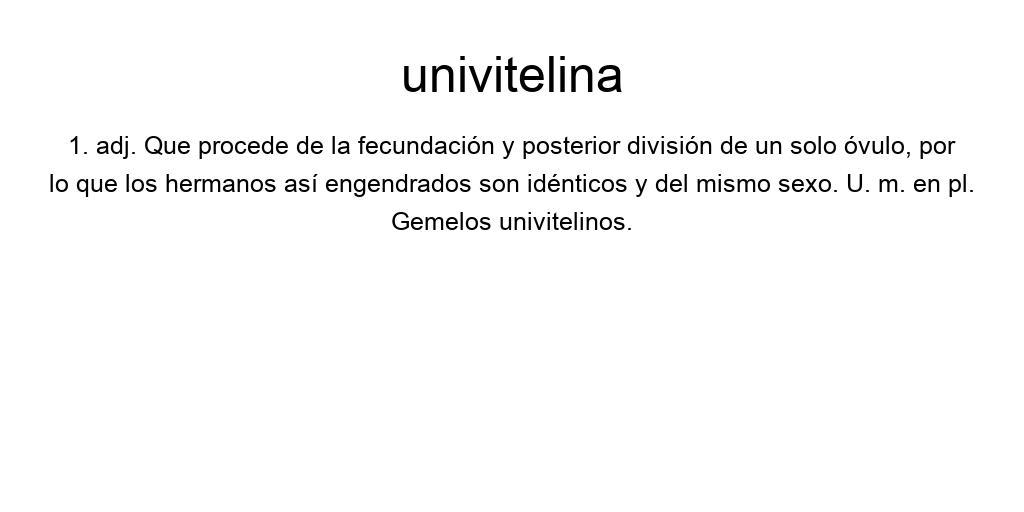 univitelina
1. adj. Que procede de la fecundación y posterior división de un solo óvulo, por
lo que los hermanos así engendrados son idénticos y del mismo sexo. U. m. en pl.
Gemelos univitelinos.